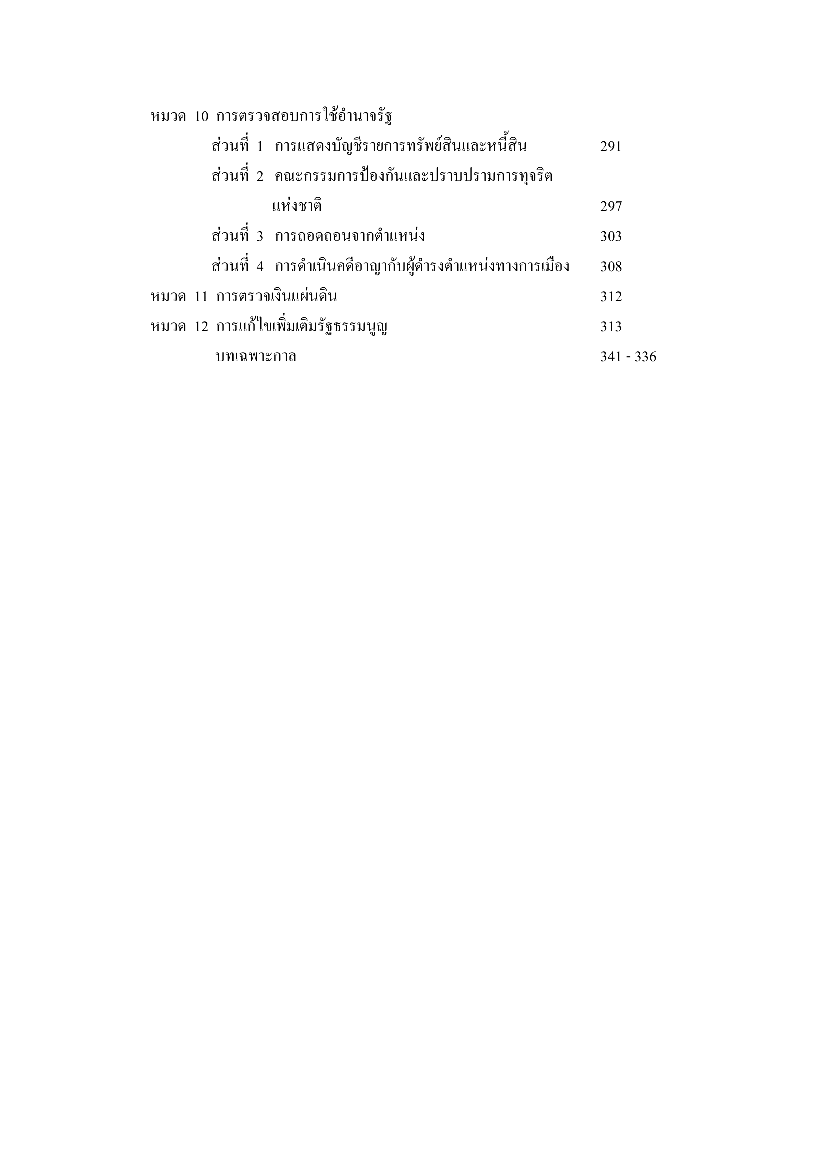 หมวด 10 การตรวจสอบการใช้อำนาจรัฐ
ส่วนที่ 1 การแสดงบัญชีรายการทรัพย์สินและหนี้สิน 291
ส่วนที่ 2 คณะกรรมการป้องกันและปราบปรามการทุจริต
แห่งชาติ 297
ส่วนที่ 3 การถอดถอนจากตำแหน่ง 303
ส่วนที่ 4 การดำเนินคดีอาญากับผู้ดำรงตำแหน่งทางการเมือง 308
หมวด 11 การตรวจเงินแผ่นดิน 312
หมวด 12 การแก้ไขเพิ่มเติมรัฐธรรมนูญ 313
บทเฉพาะกาล 341 - 336